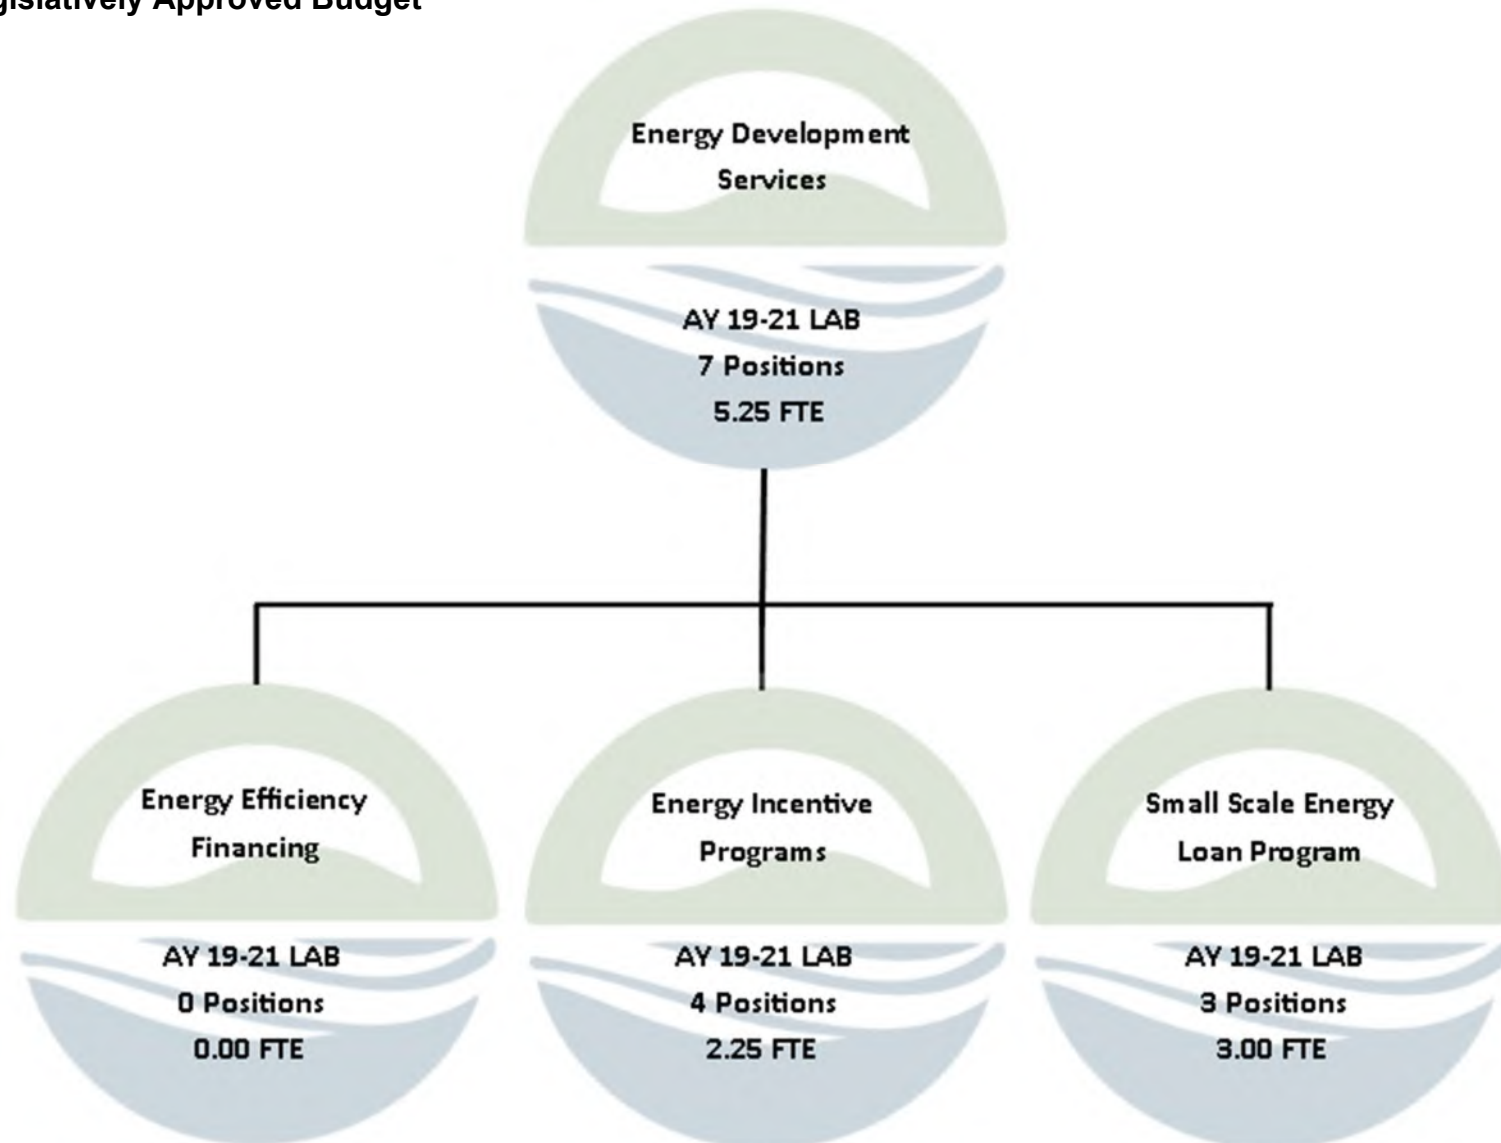 Approved Budget
Energy Development
Services
AY 19-21 LAB
7 Positions
5.25 FTE
Energy Efficiency
Financing
AY 19-21 LAB
0 Positions
0.00 FTE
Energy Incentive
Programs
AY 19-21 LAB
4 Positions
2.25 FTE
Small Scale Energy
Loan Program
AY 19-21 LAB
3 Positions
3.00 FTE